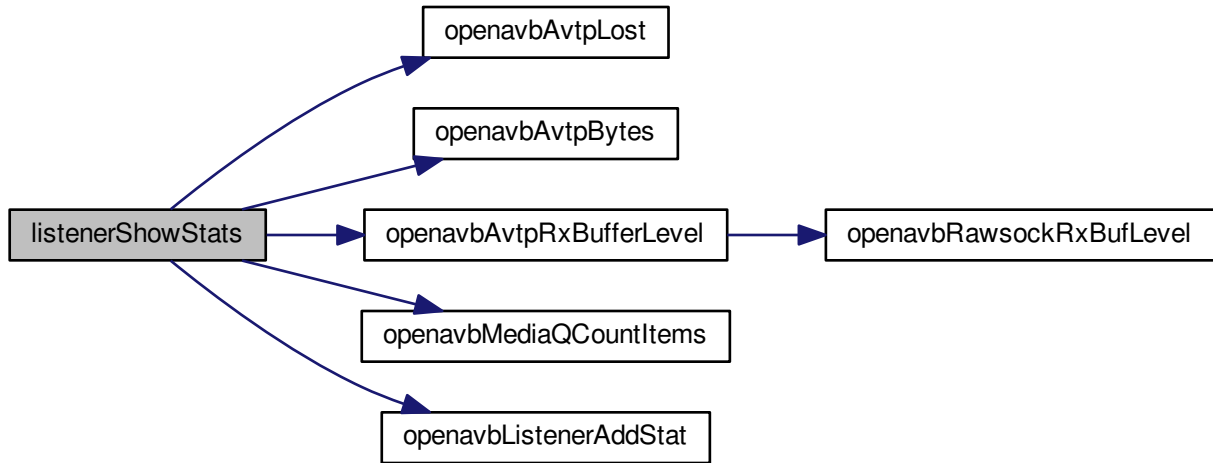 openavbAvtpLost
openavbAvtpBytes
listenerShowStats
openavbAvtpRxBufferLevel
openavbRawsockRxBufLevel
openavbMediaQCountItems
openavbListenerAddStat